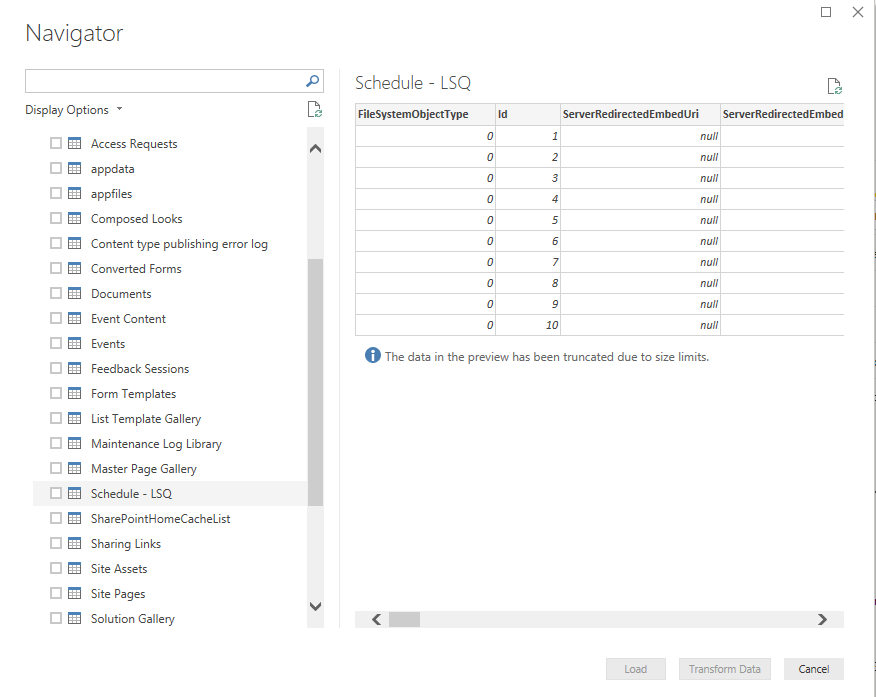 Navigator
Display Options
Access Requests
appdata
appfiles
Composed Looks
Content type publishing error log
Converted Forms
Documents
Event Content
Events
Feedback Sessions
Form Templates
List Template Gallery
Maintenance Log Library
Master Page Gallery
Schedule - LSQ
SharePointHomeCacheList
Sharing Links
Site Assets
Site Pages
Solution Gallery
Schedule - LSQ
FileSystemObjectType Id ServerRedirectedEmbedUri ServerRedirectedEmbed
0 1 null
0 2 null
0 3 null
0 4 null
0 5 null
0 6 null
0 7 null
0 8 null
0 9 null
0 10 null
The data in the preview has been truncated due to size limits.
Load Transform Data Cancel